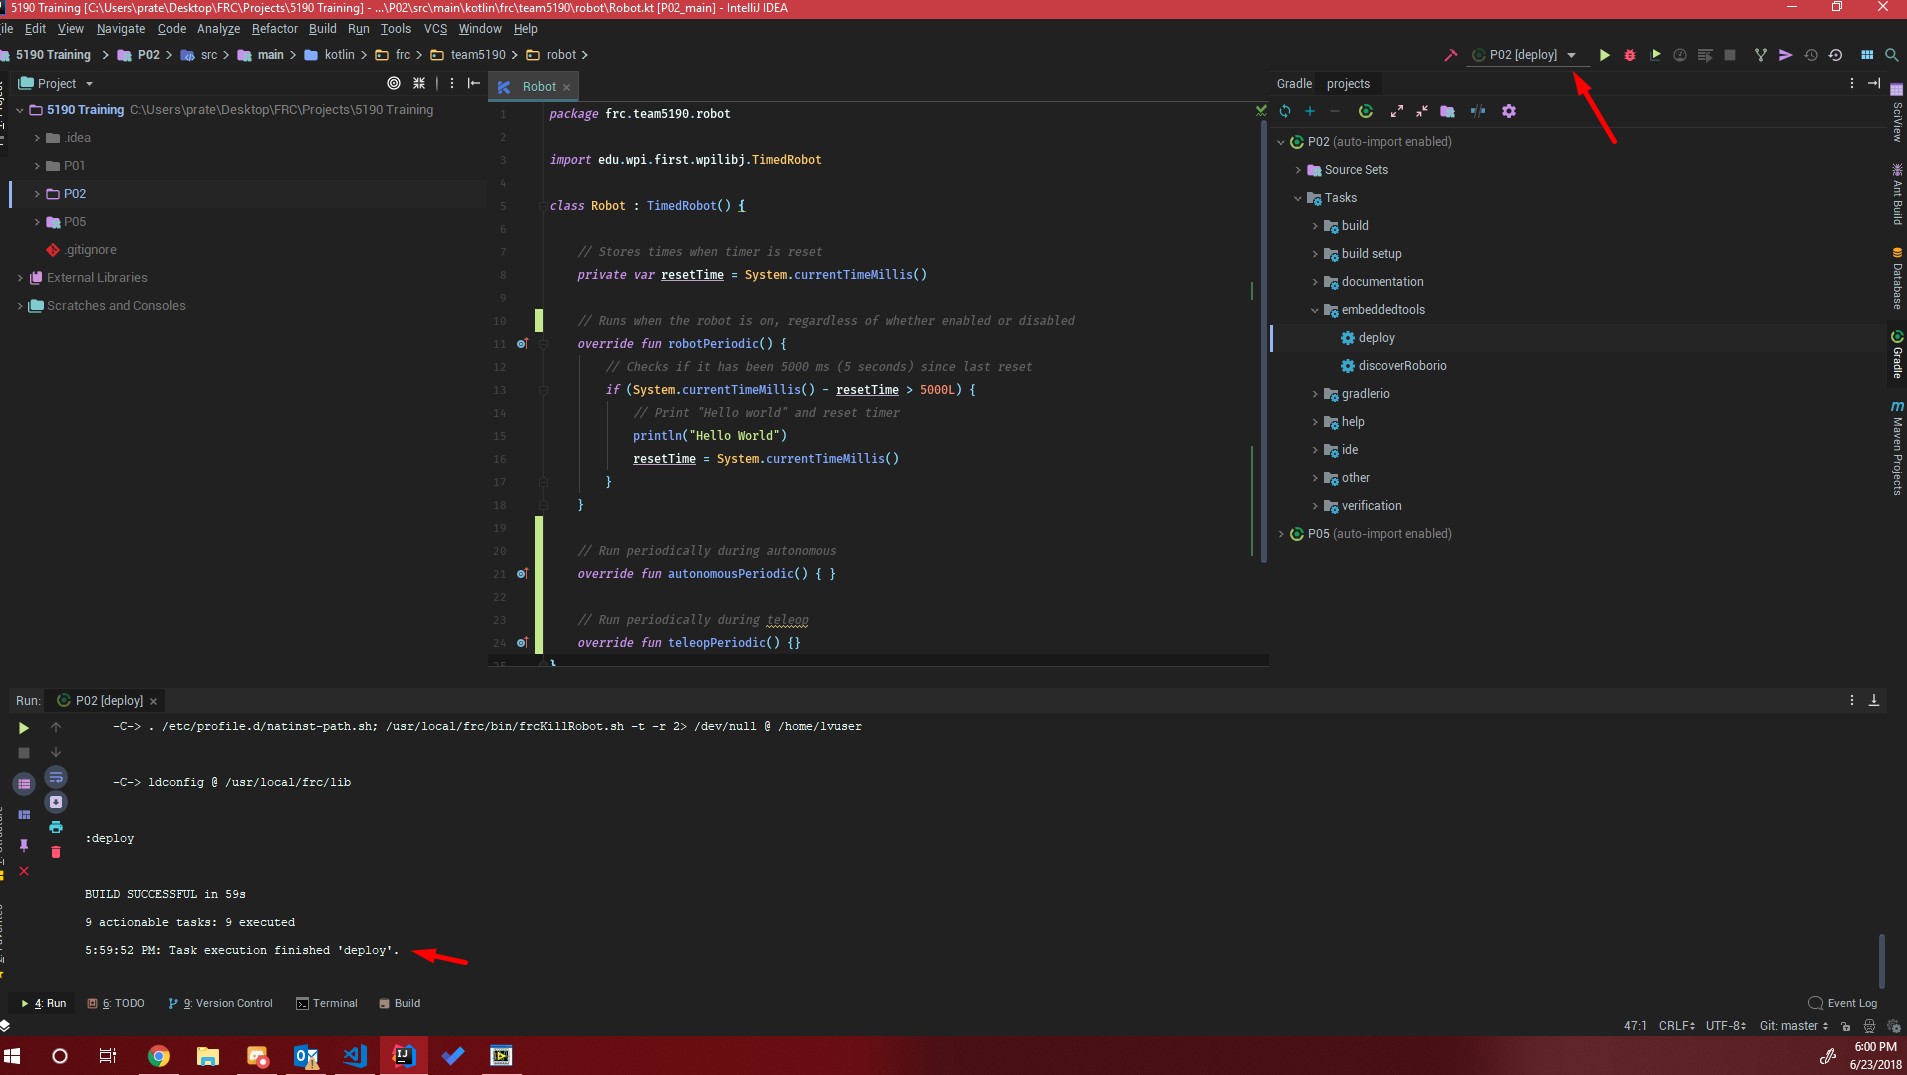 5190 Training [C:\Users\prate\Desktop\FRC\Projects\5190 Training] - ...\P02\src\main\kotlin\frc\team5190\robot\Robot.kt [P02_main] - IntelliJ IDEA
ile Edit View Navigate Code Analyze Refactor Build Run Tools VCS Window Help
5190 Training P02 src main kotlin frc team5190 robot P02 [deploy]
Project
Robot
Gradle projects
5190 Training C:\Users\prate\Desktop\FRC\Projects\5190 Training
.idea
P01
P02
P05
.gitignore
External Libraries
Scratches and Consoles
1 package frc.team5190.robot
2
3 import edu.wpi.first.wpilibj.TimedRobot
4
5 class Robot : TimedRobot() {
6
7 // Stores times when timer is reset
8 private var resetTime = System.currentTimeMillis()
9
10 // Runs when the robot is on, regardless of whether enabled or disabled
11 override fun robotPeriodic() {
12 // Checks if it has been 5000 ms (5 seconds) since last reset
13 if (System.currentTimeMillis() - resetTime > 5000L) {
14 // Print "Hello world" and reset timer
15 println("Hello World")
16 resetTime = System.currentTimeMillis()
17 }
18 }
19
20 // Run periodically during autonomous
21 override fun autonomousPeriodic() { }
22
23 // Run periodically during teleop
24 override fun teleopPeriodic() {}
25 }
P02 (auto-import enabled)
Source Sets
Tasks
build
build setup
documentation
embeddedtools
deploy
discoverRoborio
gradlerio
help
ide
other
verification
P05 (auto-import enabled)
SciView
Ant Build
Database
Gradle
Maven Projects
Run: P02 [deploy]
-C-> . /etc/profile.d/natinst-path.sh; /usr/local/frc/bin/frcKillRobot.sh -t -r 2> /dev/null @ /home/lvuser
-C-> ldconfig @ /usr/local/frc/lib
:deploy
BUILD SUCCESSFUL in 59s
9 actionable tasks: 9 executed
5:59:52 PM: Task execution finished 'deploy'.
4: Run 6: TODO 9: Version Control Terminal Build Event Log
47:1 CRLF UTF-8 Git: master
6:00 PM
6/23/2018